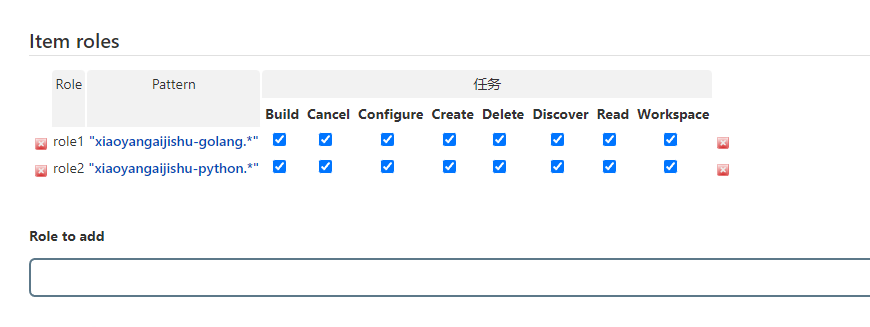 Item roles
Role Pattern 任务
Build Cancel Configure Create Delete Discover Read Workspace
role1 "xiaoyangaijishu-golang.*"
role2 "xiaoyangaijishu-python.*"
Role to add